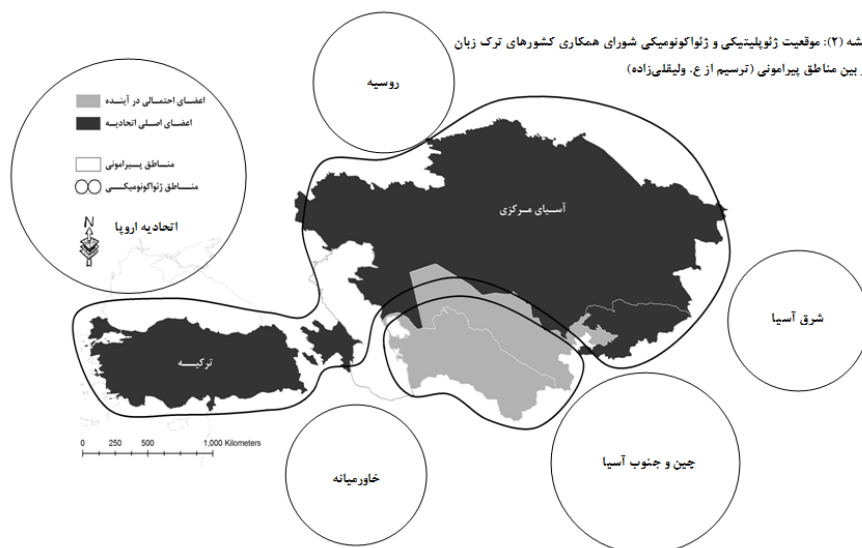 شه (۲): موقعیت ژئوپلیتیکی و ژئواکونومیکی شورای همکاری کشورهای ترک زبان
بین مناطق پیرامونی (ترسیم از ع. ولیقلی‌زاده)
روسیه
اعضای احتمالی در آینده
اعضای اصلی اتحادیه
مناطق پیرامونی
مناطق ژئواکونومیکی
اتحادیه اروپا
N
آسیای مرکزی
شرق آسیا
ترکیه
چین و جنوب آسیا
خاورمیانه
0 250 500 1,000 Kilometers